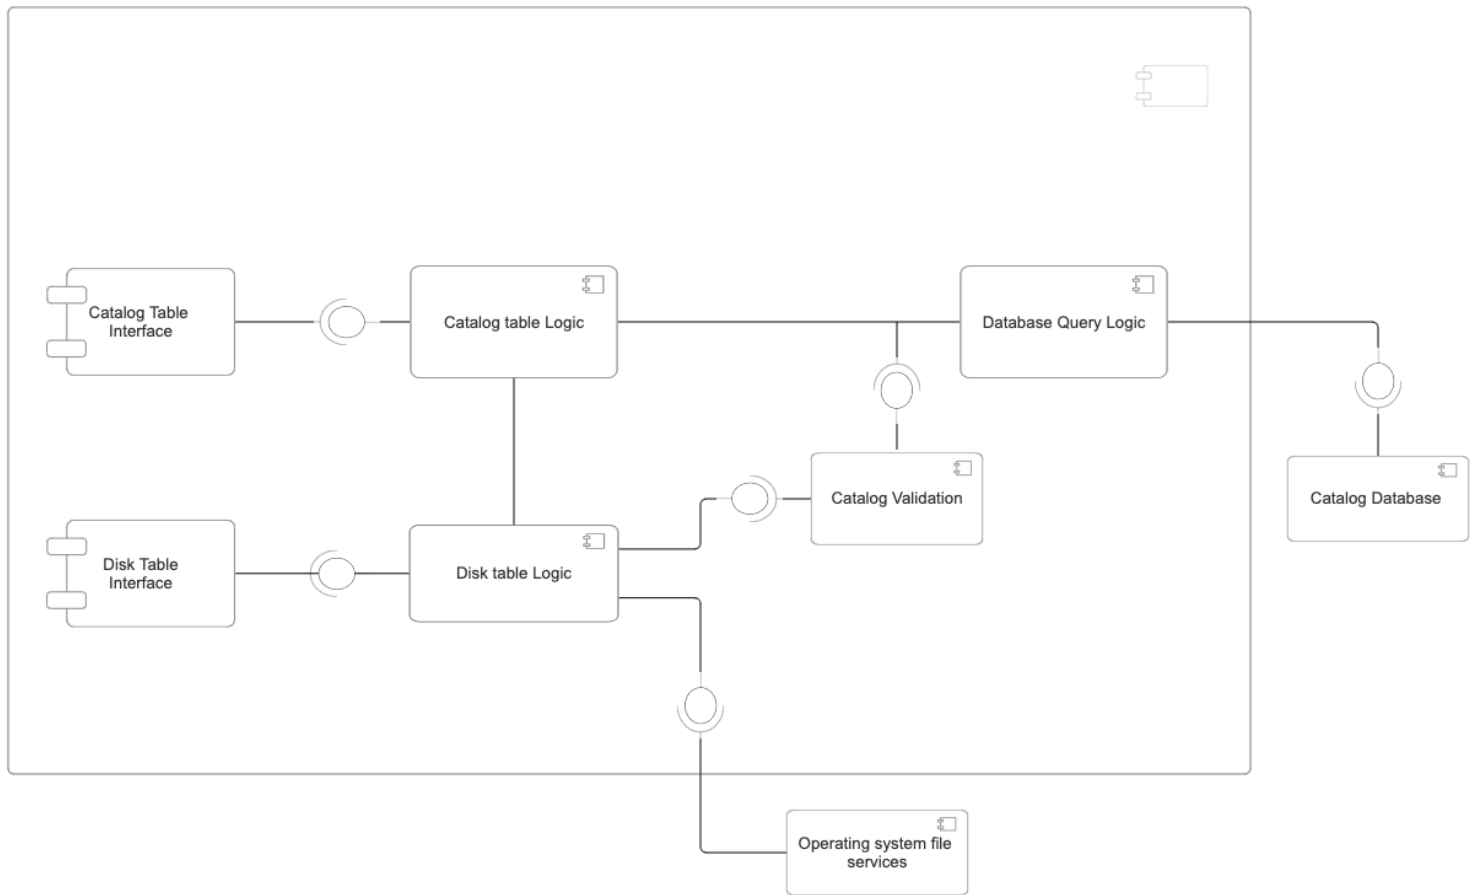 Catalog Table
Interface
Catalog table Logic
Database Query Logic
Catalog Validation
Catalog Database
Disk Table
Interface
Disk table Logic
Operating system file
services